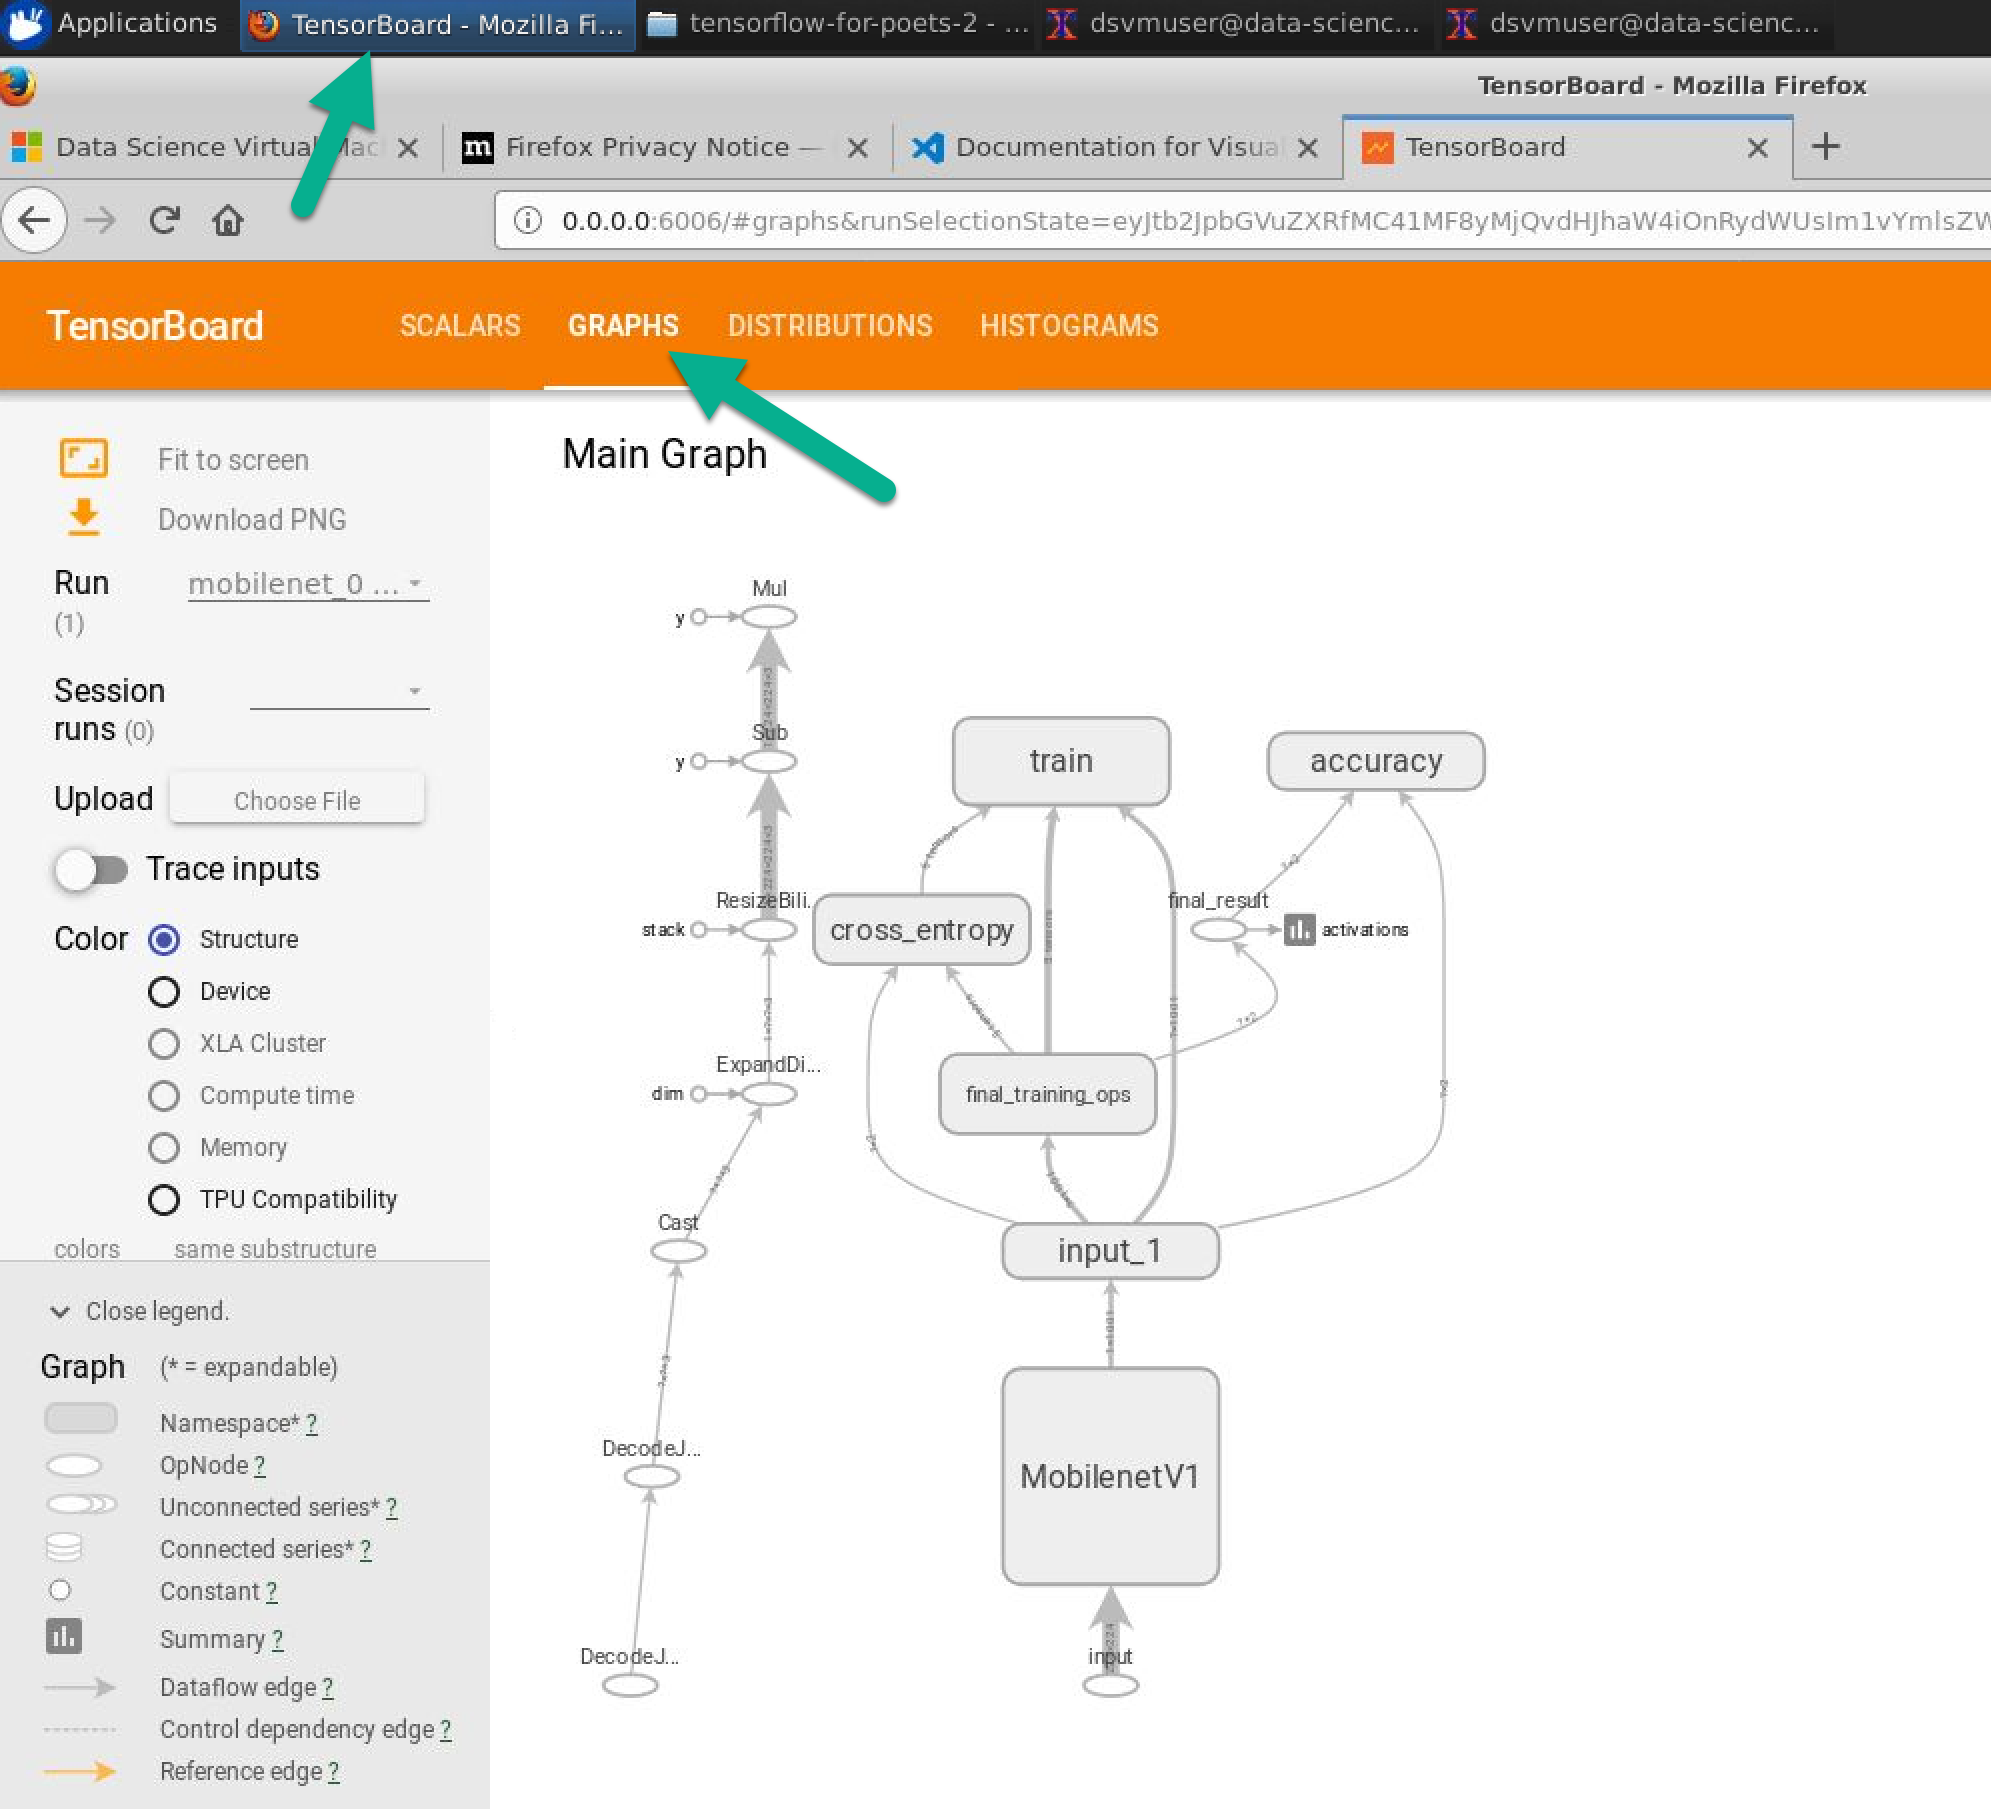 Applications
TensorBoard - Mozilla Fi...
tensorflow-for-poets-2 - ...
dsvmuser@data-scienc...
dsvmuser@data-scienc...
TensorBoard - Mozilla Firefox
Data Science Virtual Mac
Firefox Privacy Notice —
Documentation for Visua
TensorBoard
0.0.0.0:6006/#graphs&runSelectionState=eyJtb2JpbGVuZXRfMC41MF8yMjQvdHJhaW4iOnRydWUsIm1vYmlsZW
TensorBoard
SCALARS
GRAPHS
DISTRIBUTIONS
HISTOGRAMS
Fit to screen
Download PNG
Run
(1)
mobilenet_0 ...
Session
runs (0)
Upload
Choose File
Trace inputs
Color
Structure
Device
XLA Cluster
Compute time
Memory
TPU Compatibility
colors
same substructure
Close legend.
Graph
(* = expandable)
Namespace* ?
OpNode ?
Unconnected series* ?
Connected series* ?
Constant ?
Summary ?
Dataflow edge ?
Control dependency edge ?
Reference edge ?
Main Graph
Mul
y
Sub
y
ResizeBili...
stack
ExpandDi...
dim
Cast
DecodeJ...
DecodeJ...
train
accuracy
cross_entropy
final_result
activations
final_training_ops
input_1
MobilenetV1
input